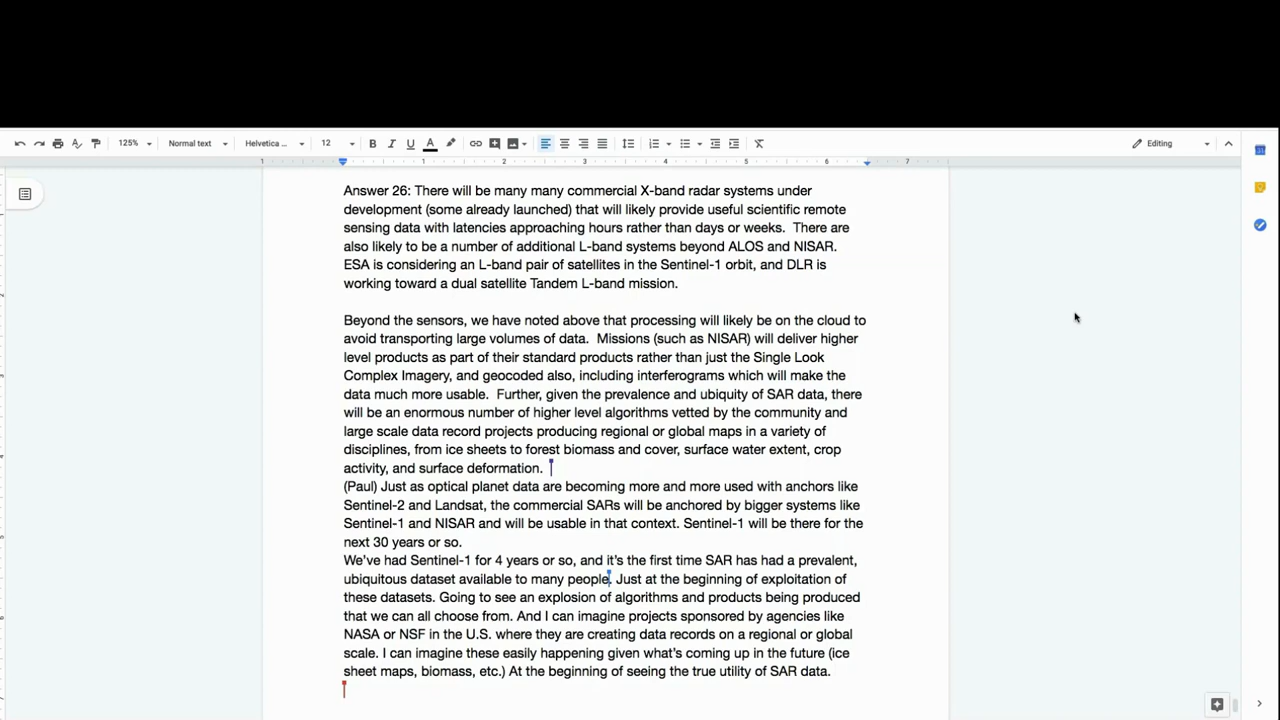 125% Normal text Helvetica ... 12 B I U A Editing
1 1 2 3 4 5 6 7
Answer 26: There will be many many commercial X-band radar systems under
development (some already launched) that will likely provide useful scientific remote
sensing data with latencies approaching hours rather than days or weeks.  There are
also likely to be a number of additional L-band systems beyond ALOS and NISAR.
ESA is considering an L-band pair of satellites in the Sentinel-1 orbit, and DLR is
working toward a dual satellite Tandem L-band mission.
Beyond the sensors, we have noted above that processing will likely be on the cloud to
avoid transporting large volumes of data.  Missions (such as NISAR) will deliver higher
level products as part of their standard products rather than just the Single Look
Complex Imagery, and geocoded also, including interferograms which will make the
data much more usable.  Further, given the prevalence and ubiquity of SAR data, there
will be an enormous number of higher level algorithms vetted by the community and
large scale data record projects producing regional or global maps in a variety of
disciplines, from ice sheets to forest biomass and cover, surface water extent, crop
activity, and surface deformation.
(Paul) Just as optical planet data are becoming more and more used with anchors like
Sentinel-2 and Landsat, the commercial SARs will be anchored by bigger systems like
Sentinel-1 and NISAR and will be usable in that context. Sentinel-1 will be there for the
next 30 years or so.
We've had Sentinel-1 for 4 years or so, and it's the first time SAR has had a prevalent,
ubiquitous dataset available to many people. Just at the beginning of exploitation of
these datasets. Going to see an explosion of algorithms and products being produced
that we can all choose from. And I can imagine projects sponsored by agencies like
NASA or NSF in the U.S. where they are creating data records on a regional or global
scale. I can imagine these easily happening given what's coming up in the future (ice
sheet maps, biomass, etc.) At the beginning of seeing the true utility of SAR data.